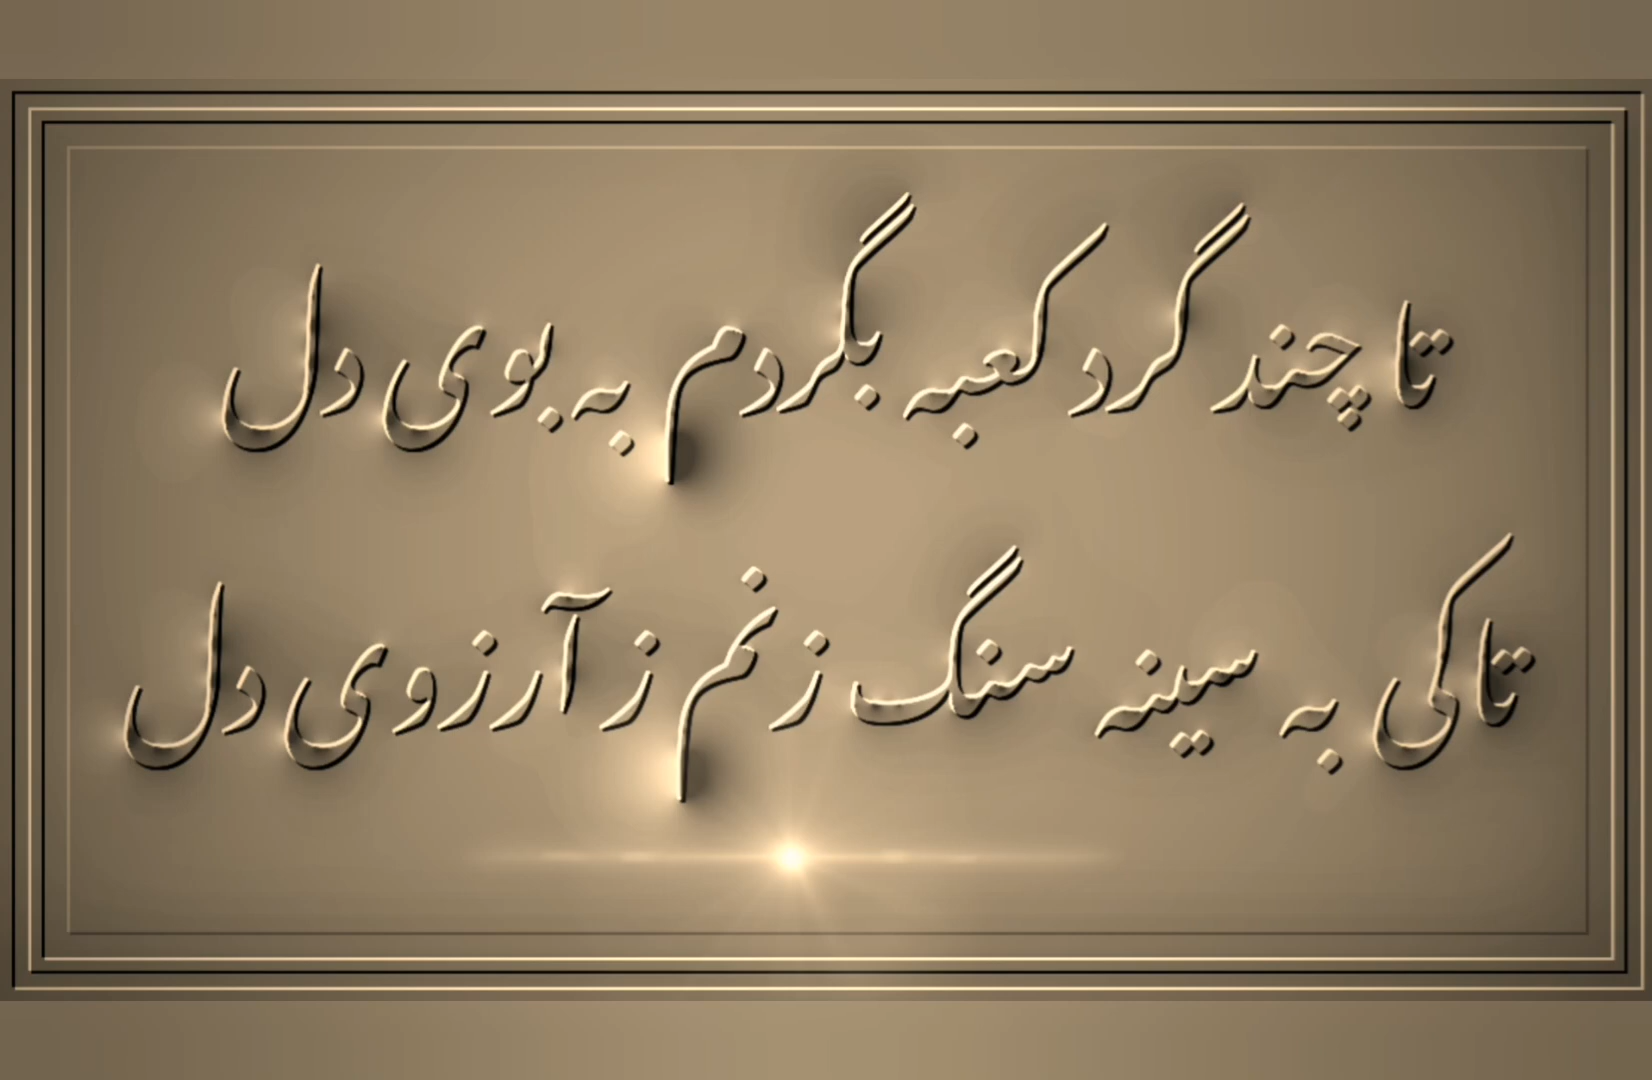 تا چند گرد کعبه بگردم به بوی دل
تا کی به سینه سنگ زنم ز آرزوی دل